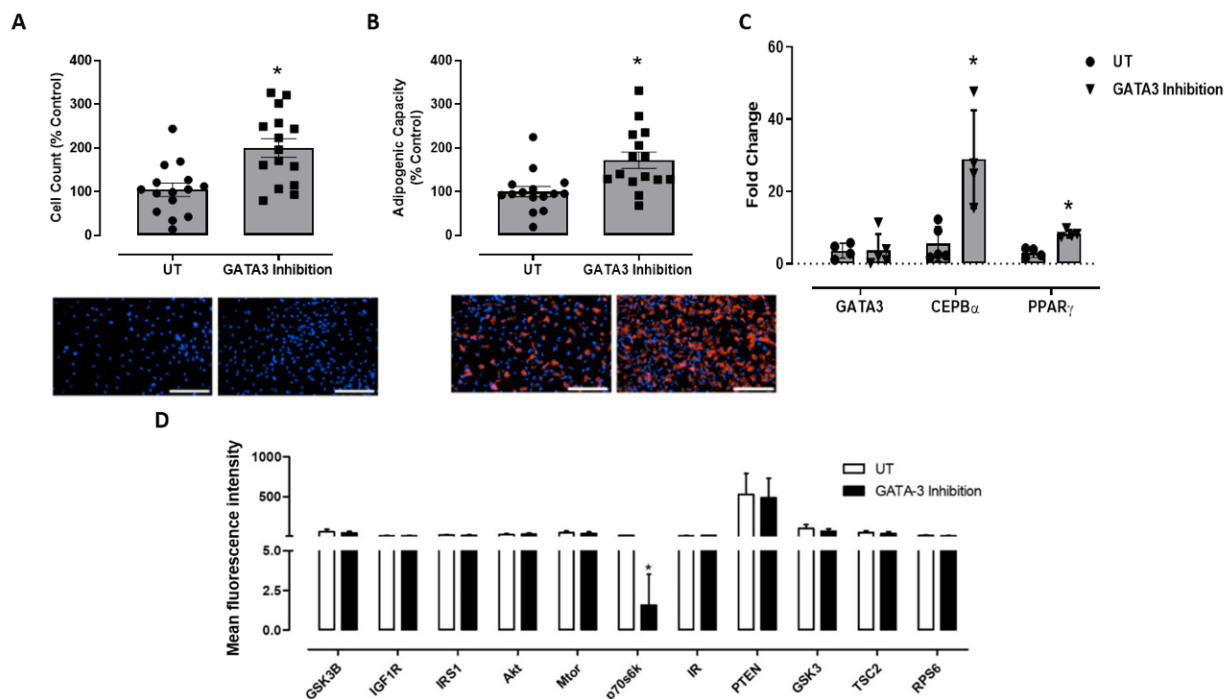 A
400
300
200
100
0
Cell Count (% Control)
*
UT
GATA3 Inhibition
B
400
300
200
100
0
Adipogenic Capacity
(% Control)
*
UT
GATA3 Inhibition
C
60
40
20
0
Fold Change
*
*
UT
GATA3 Inhibition
GATA3
CEPBα
PPARγ
D
Mean fluorescence intensity
1000
500
5.0
2.5
0.0
UT
GATA-3 Inhibition
*
GSK3B
IGF1R
IRS1
Akt
Mtor
p70s6k
IR
PTEN
GSK3
TSC2
RPS6